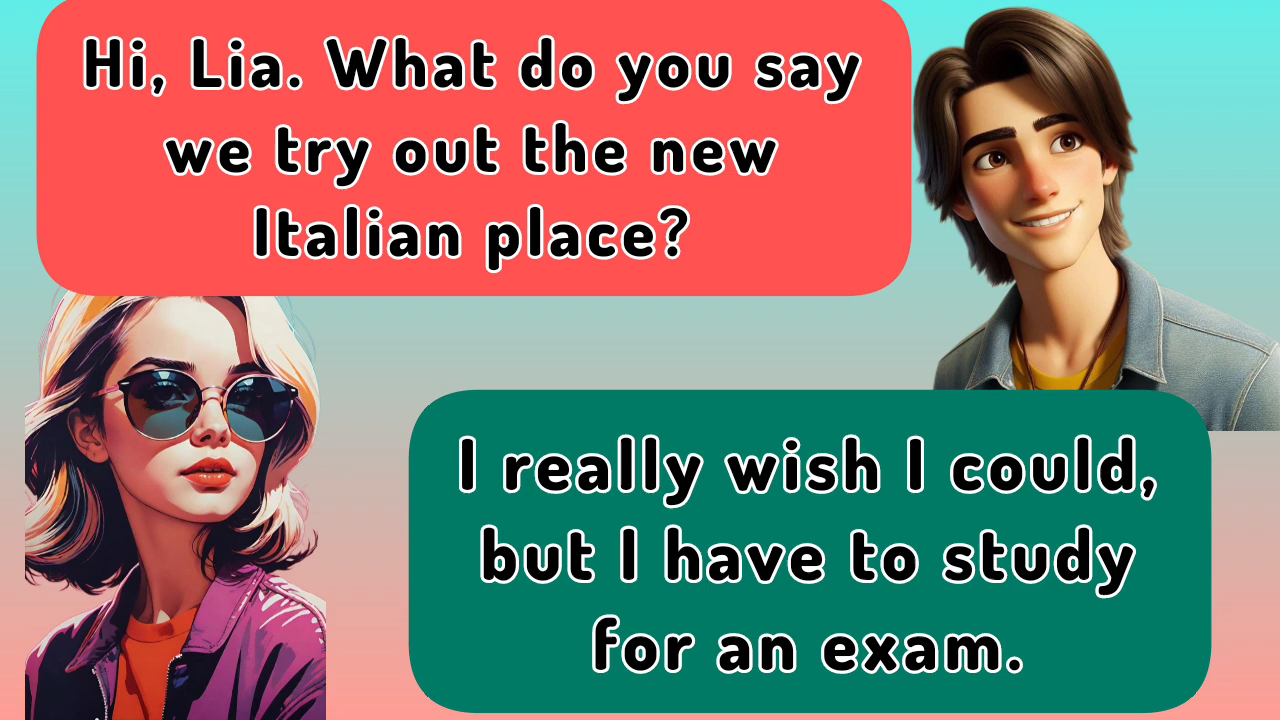 Hi, Lia. What do you say
we try out the new
Italian place?
I really wish I could,
but I have to study
for an exam.